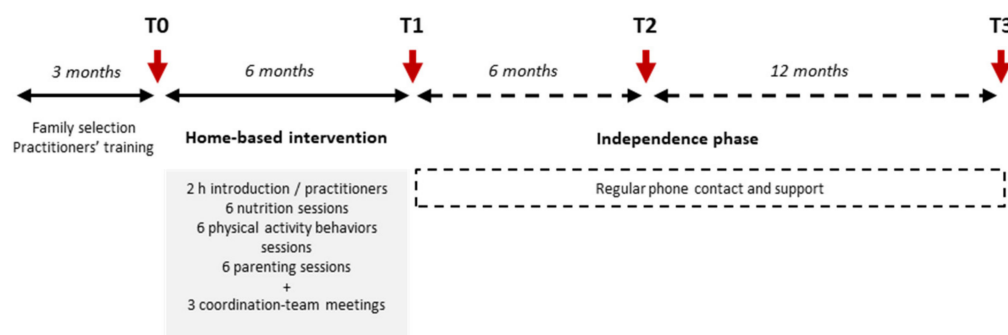 T0
T1
T2
T3
3 months
6 months
6 months
12 months
Family selection
Practitioners' training
Home-based intervention
Independence phase
2 h introduction / practitioners
6 nutrition sessions
6 physical activity behaviors
sessions
6 parenting sessions
+
3 coordination-team meetings
Regular phone contact and support